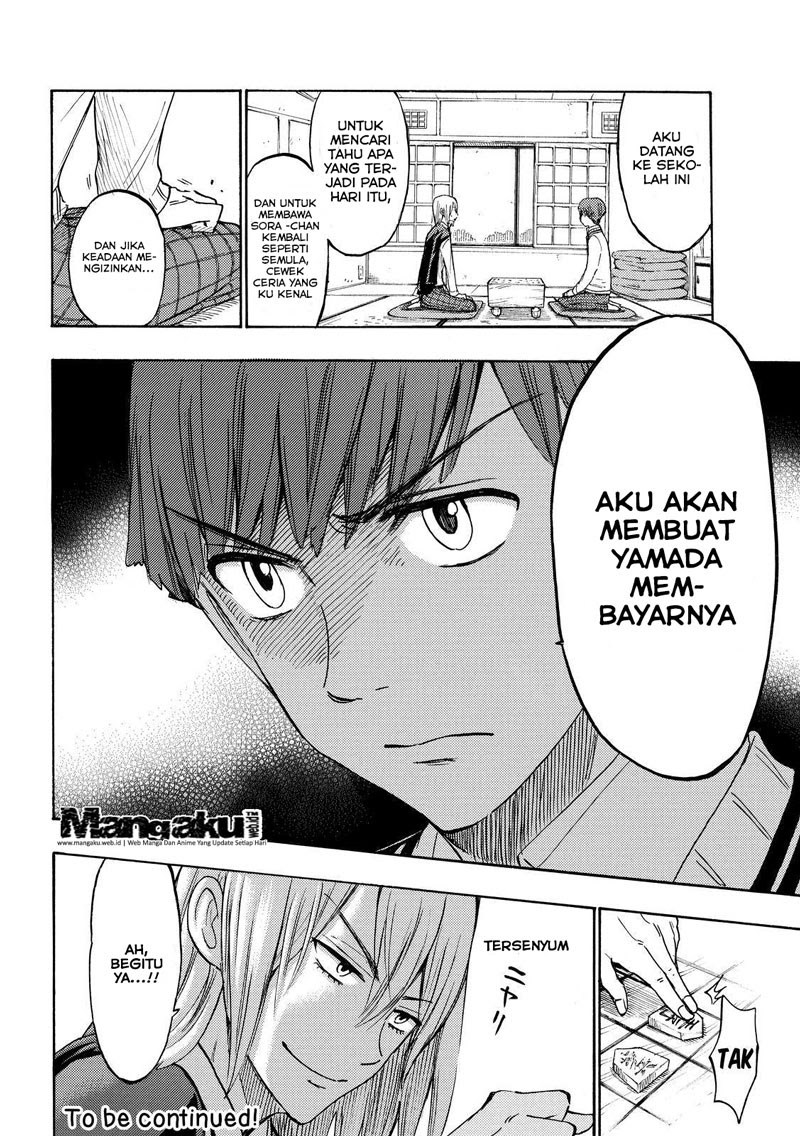 AKU
DATANG
KE SEKO-
LAH INI
UNTUK
MENCARI
TAHU APA
YANG TER-
JADI PADA
HARI ITU,
DAN UNTUK
MEMBAWA
SORA -CHAN
KEMBALI
SEPERTI
SEMULA,
CEWEK
CERIA YANG
KU KENAL
DAN JIKA
KEADAAN ME-
NGIZINKAN...
AKU AKAN
MEMBUAT
YAMADA
MEM-
BAYARNYA
Mangaku
www.mangaku.web.id | Web Manga Dan Anime Yang Update Setiap Hari
TAK
TERSENYUM
ニヤリ
AH,
BEGITU
YA...!!
To be continued!